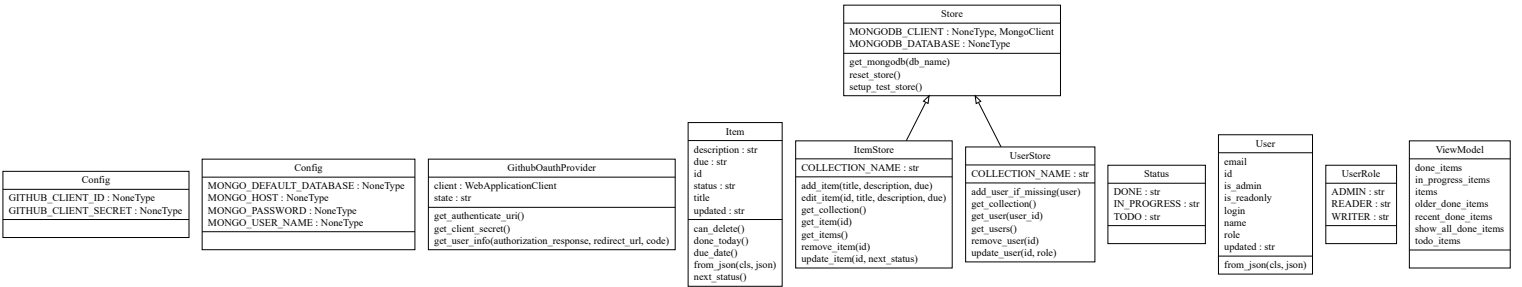 Store
MONGODB_CLIENT : NoneType, MongoClient
MONGODB_DATABASE : NoneType
get_mongodb(db_name)
reset_store()
setup_test_store()
Config
GITHUB_CLIENT_ID : NoneType
GITHUB_CLIENT_SECRET : NoneType
Config
MONGO_DEFAULT_DATABASE : NoneType
MONGO_HOST : NoneType
MONGO_PASSWORD : NoneType
MONGO_USER_NAME : NoneType
GithubOauthProvider
client : WebApplicationClient
state : str
get_authenticate_uri()
get_client_secret()
get_user_info(authorization_response, redirect_url, code)
Item
description : str
due : str
id
status : str
title
updated : str
can_delete()
done_today()
due_date()
from_json(cls, json)
next_status()
ItemStore
COLLECTION_NAME : str
add_item(title, description, due)
edit_item(id, title, description, due)
get_collection()
get_item(id)
get_items()
remove_item(id)
update_item(id, next_status)
UserStore
COLLECTION_NAME : str
add_user_if_missing(user)
get_collection()
get_user(user_id)
get_users()
remove_user(id)
update_user(id, role)
Status
DONE : str
IN_PROGRESS : str
TODO : str
User
email
id
is_admin
is_readonly
login
name
role
updated : str
from_json(cls, json)
UserRole
ADMIN : str
READER : str
WRITER : str
ViewModel
done_items
in_progress_items
items
older_done_items
recent_done_items
show_all_done_items
todo_items